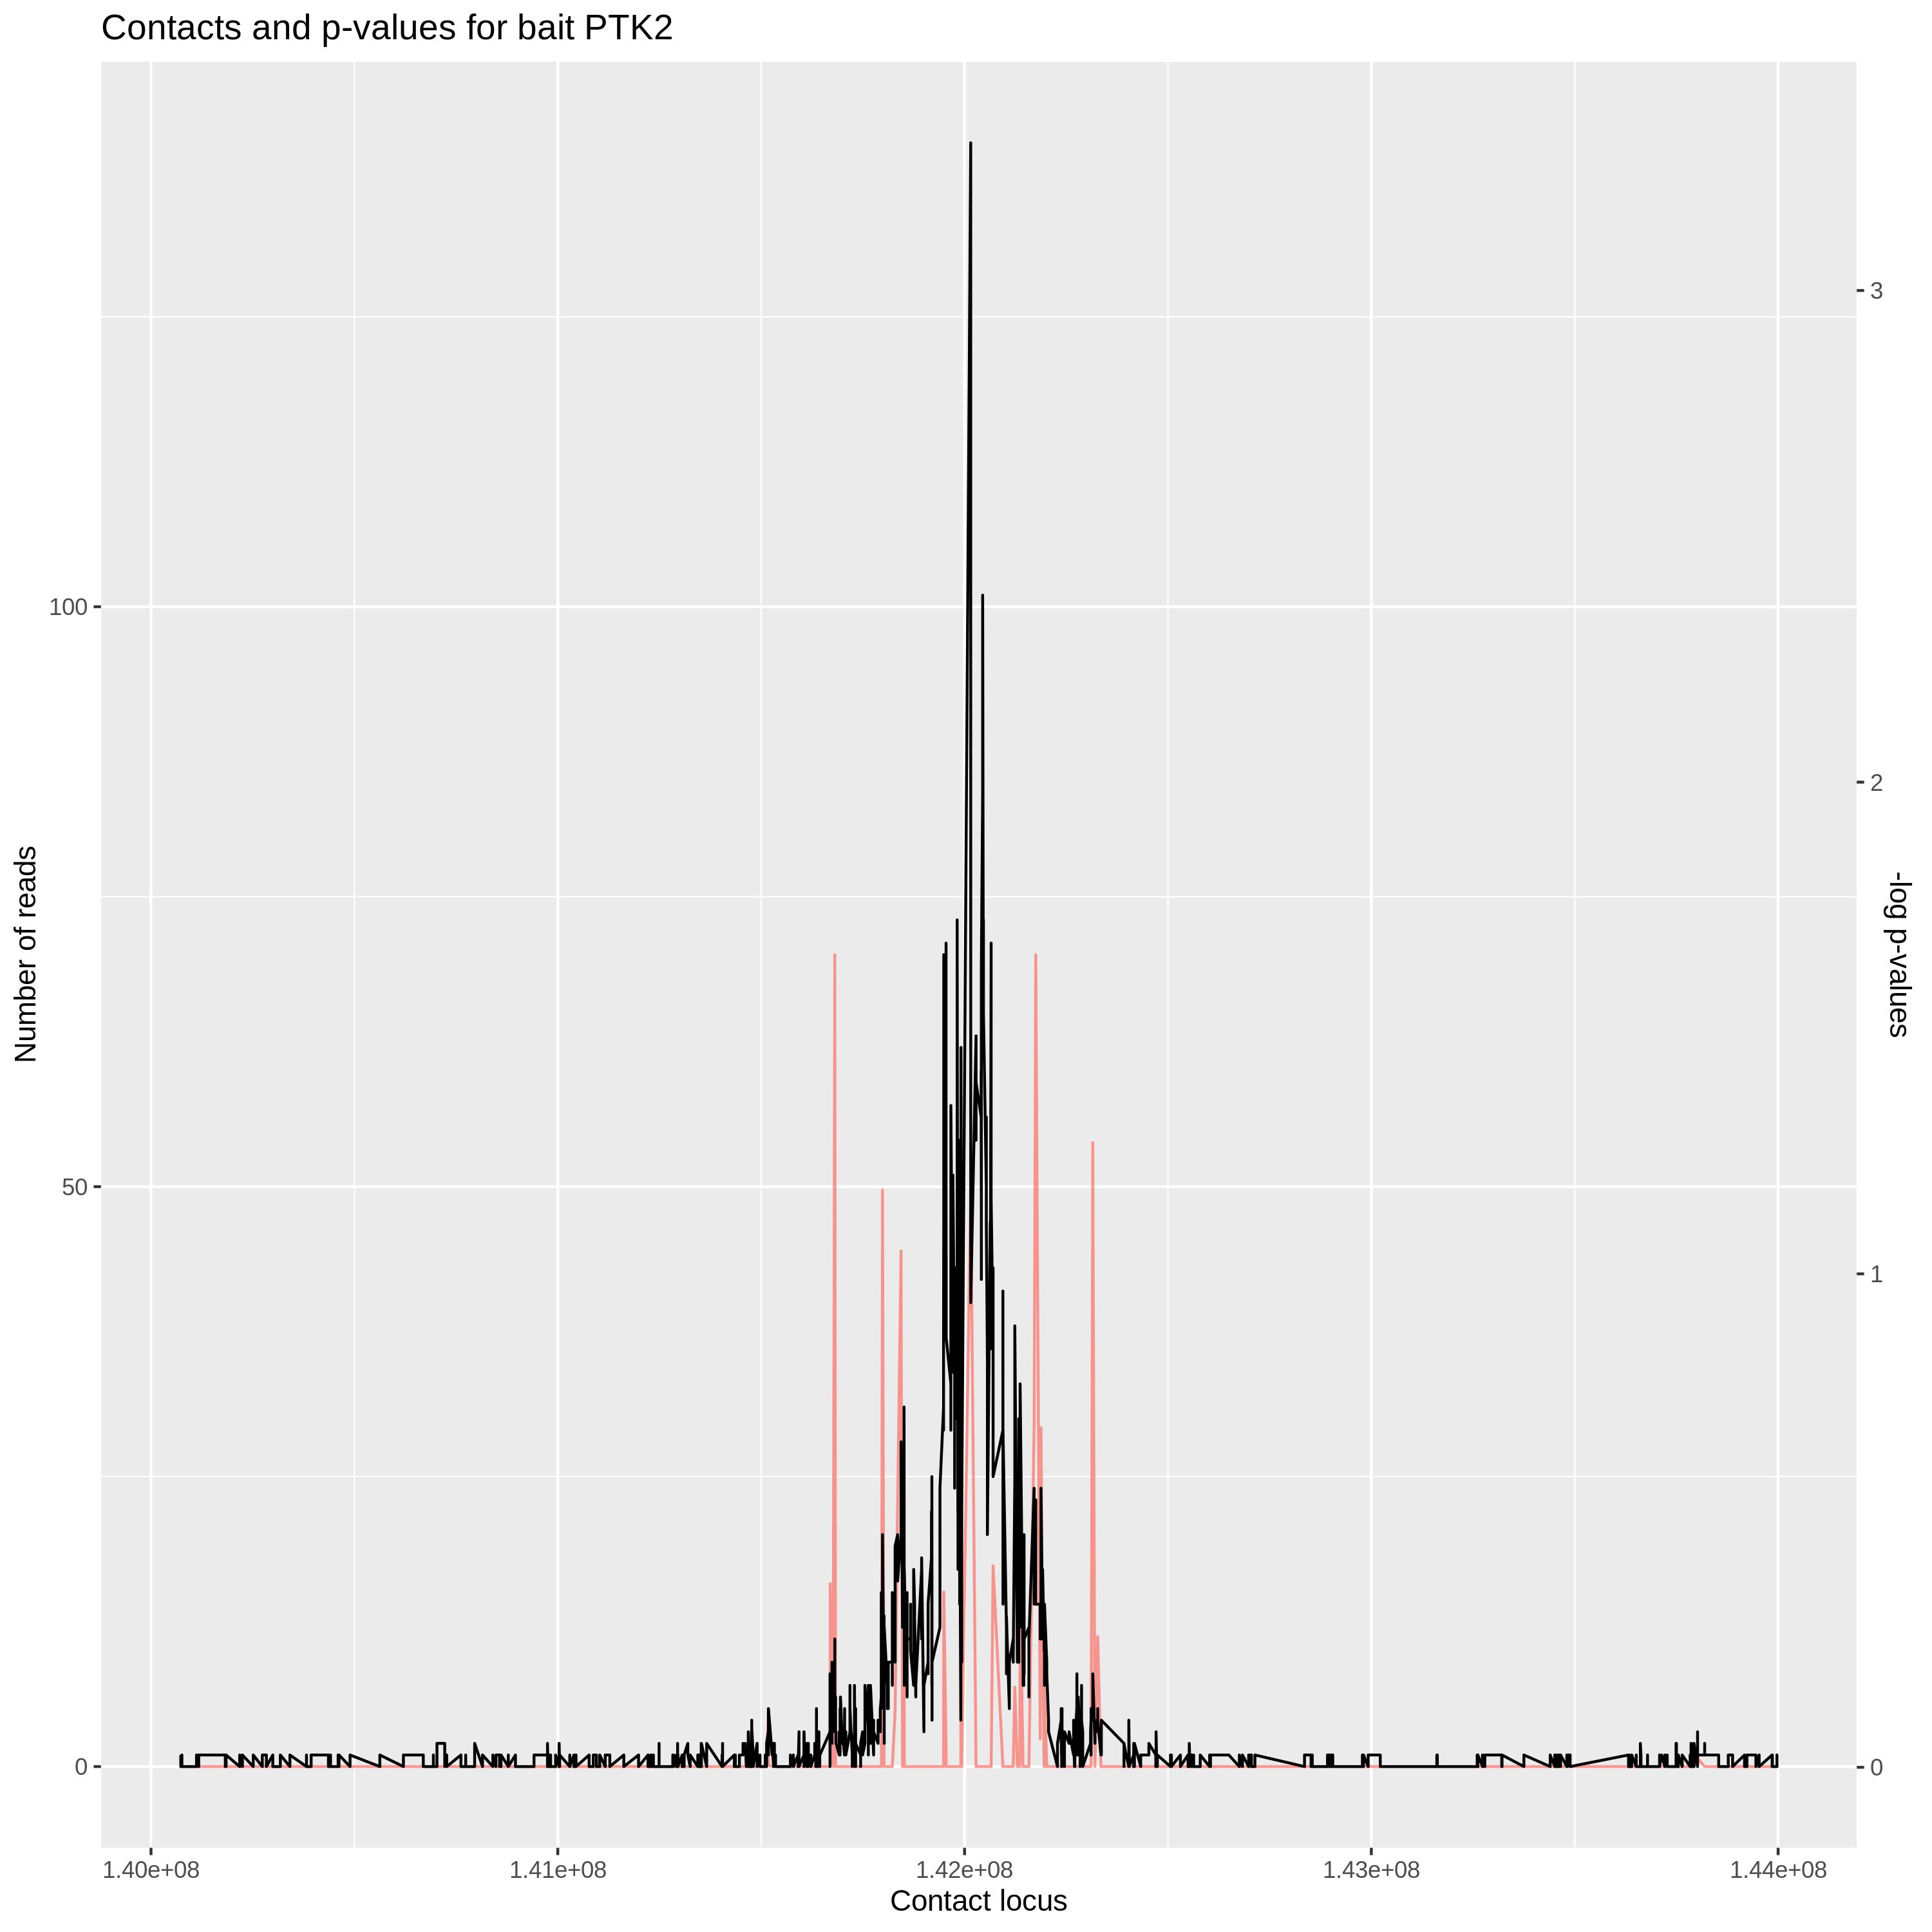 Contacts and p-values for bait PTK2
Number of reads
100
50
0
3
2
1
0
-log p-values
1.40e+08
1.41e+08
1.42e+08
1.43e+08
1.44e+08
Contact locus